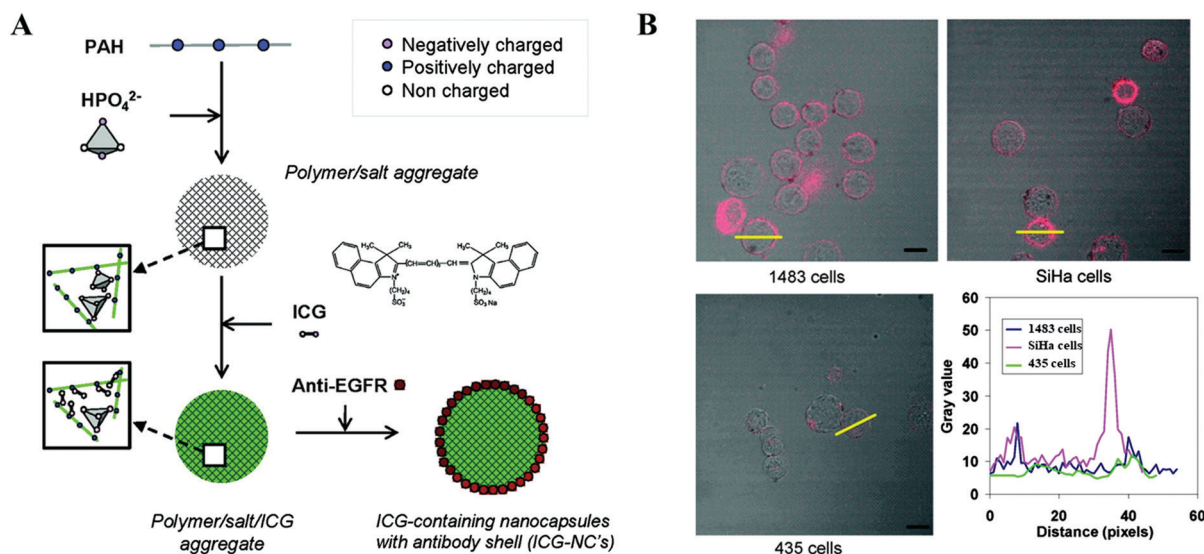 A
PAH
Negatively charged
Positively charged
Non charged
HPO₄²⁻
Polymer/salt aggregate
ICG
Anti-EGFR
Polymer/salt/ICG
aggregate
ICG-containing nanocapsules
with antibody shell (ICG-NC's)
B
1483 cells
SiHa cells
435 cells
Gray value
60
50
40
30
20
10
0
1483 cells
SiHa cells
435 cells
0
20
40
60
Distance (pixels)